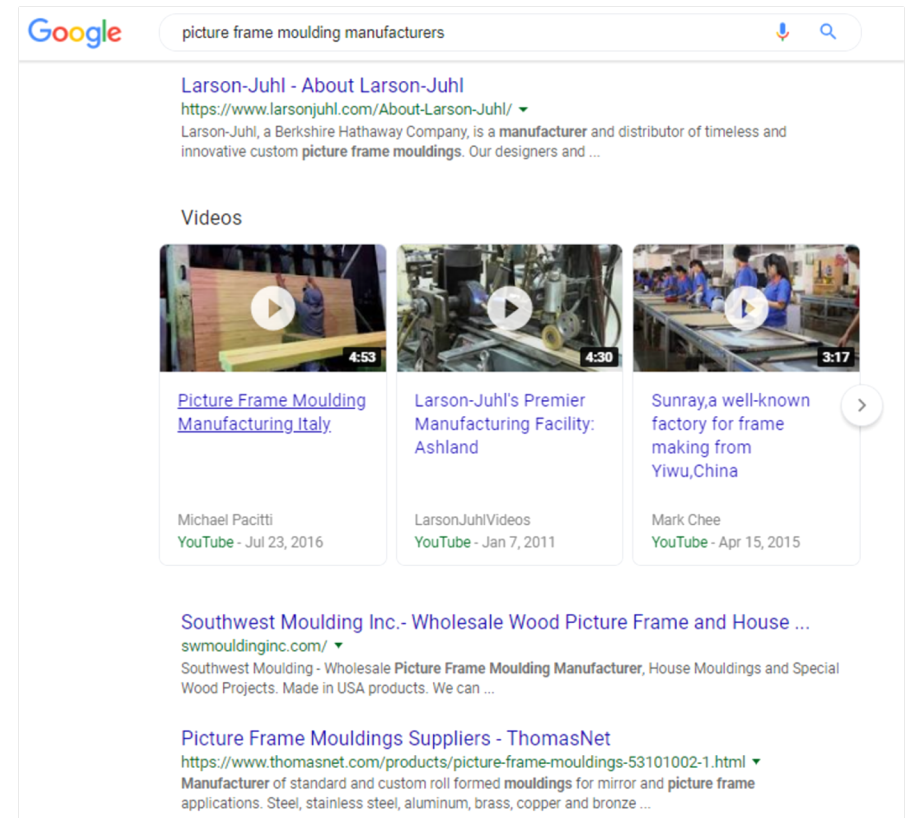 Google
picture frame moulding manufacturers
Larson-Juhl - About Larson-Juhl
https://www.larsonjuhl.com/About-Larson-Juhl/
Larson-Juhl, a Berkshire Hathaway Company, is a manufacturer and distributor of timeless and
innovative custom picture frame mouldings. Our designers and ...
Videos
4:53
4:30
3:17
Picture Frame Moulding
Manufacturing Italy
Michael Pacitti
YouTube - Jul 23, 2016
Larson-Juhl's Premier
Manufacturing Facility:
Ashland
LarsonJuhlVideos
YouTube - Jan 7, 2011
Sunray,a well-known
factory for frame
making from
Yiwu,China
Mark Chee
YouTube - Apr 15, 2015
Southwest Moulding Inc.- Wholesale Wood Picture Frame and House ...
swmouldinginc.com/
Southwest Moulding - Wholesale Picture Frame Moulding Manufacturer, House Mouldings and Special
Wood Projects. Made in USA products. We can ...
Picture Frame Mouldings Suppliers - ThomasNet
https://www.thomasnet.com/products/picture-frame-mouldings-53101002-1.html
Manufacturer of standard and custom roll formed mouldings for mirror and picture frame
applications. Steel, stainless steel, aluminum, brass, copper and bronze ...